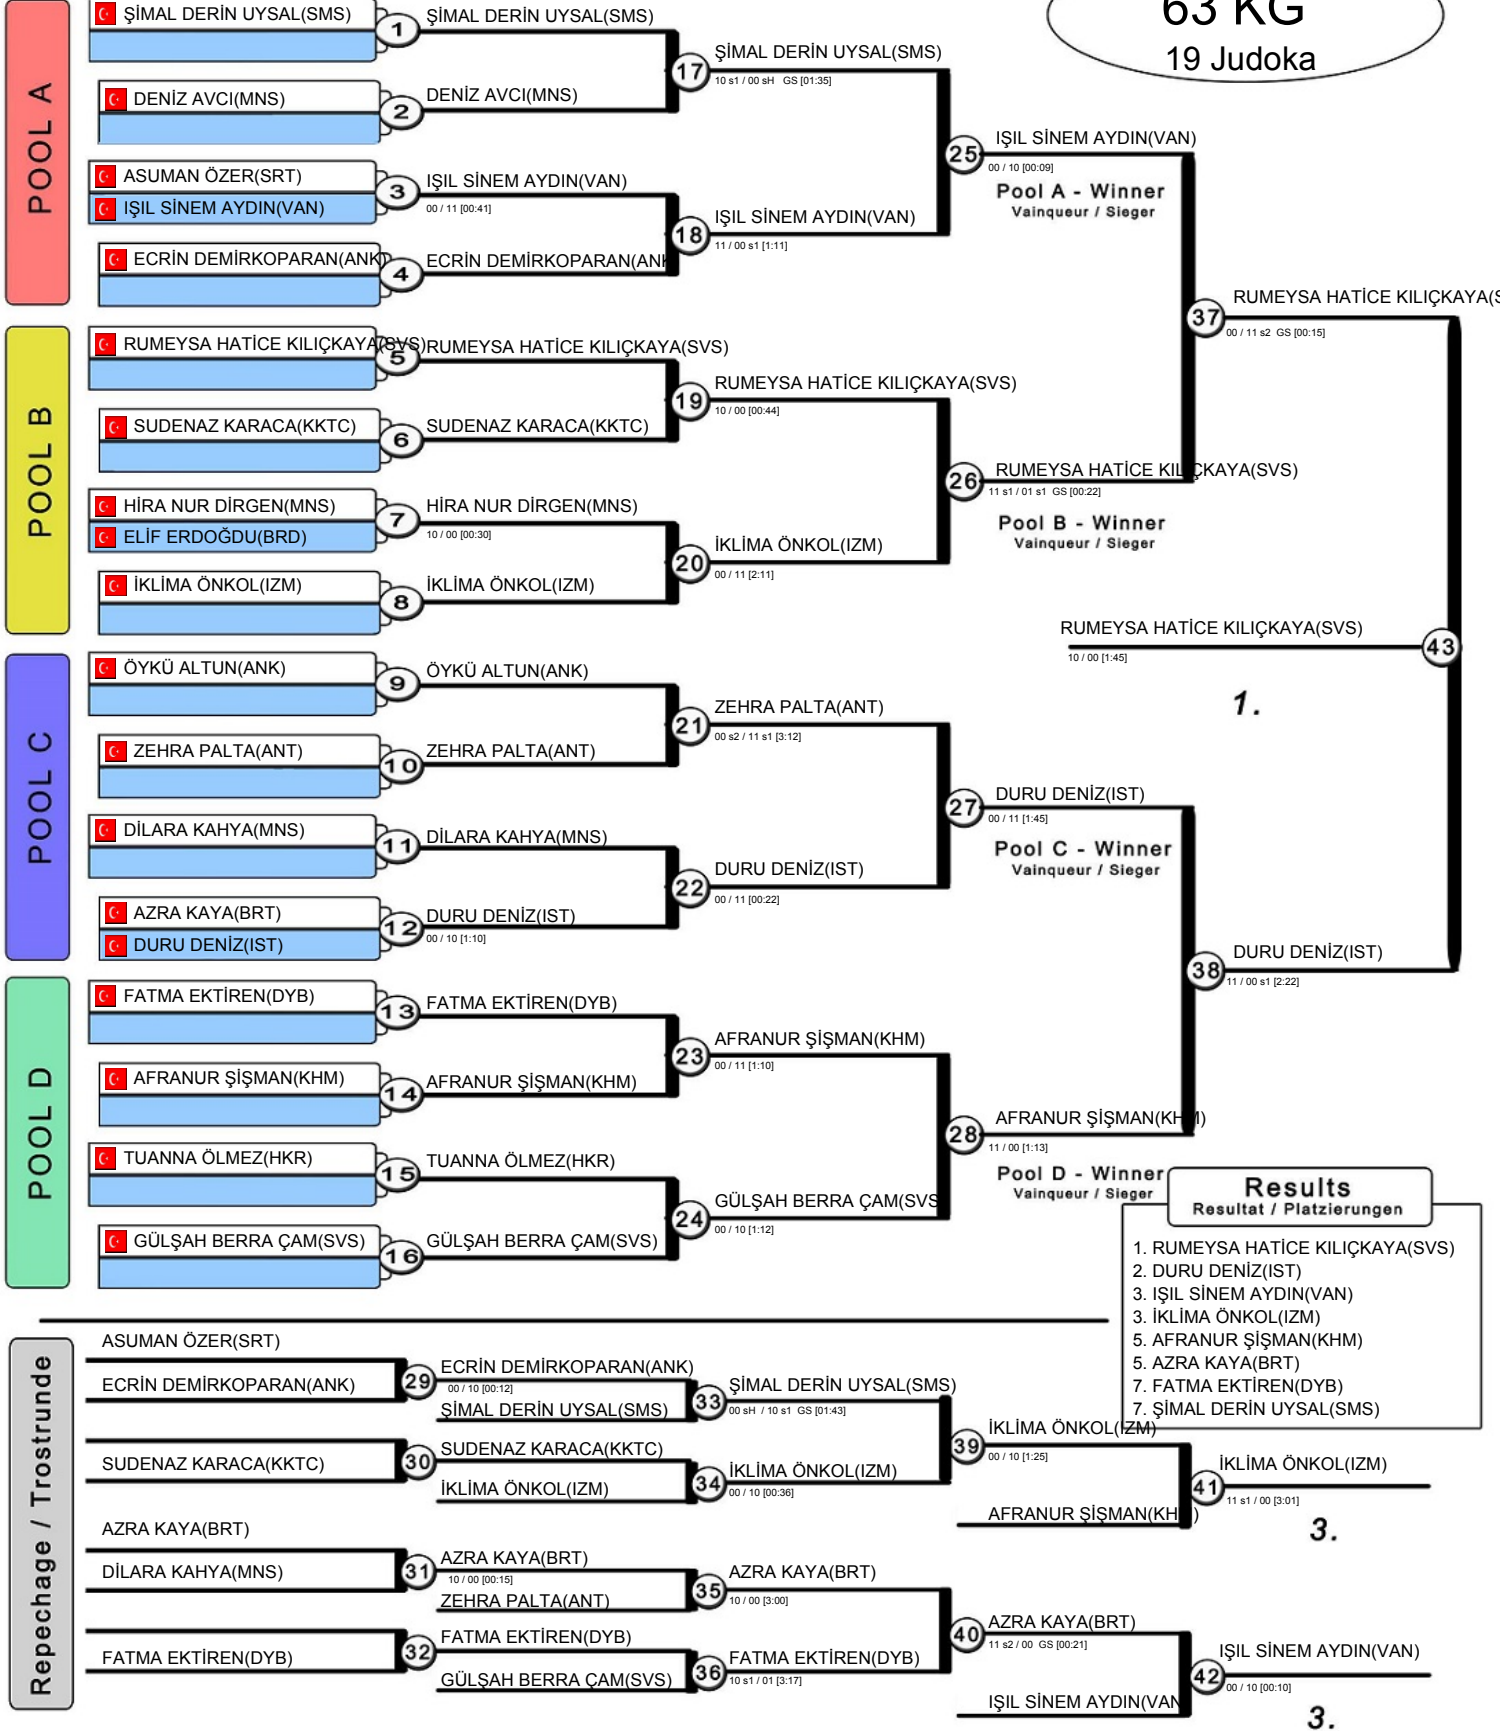 63 KG
19 Judoka
POOL A
ŞİMAL DERİN UYSAL(SMS)
1
DENİZ AVCI(MNS)
2
ASUMAN ÖZER(SRT)
IŞIL SİNEM AYDIN(VAN)
3
ECRİN DEMİRKOPARAN(ANK)
4
POOL B
RUMEYSA HATİCE KILIÇKAYA(SVS)
5
SUDENAZ KARACA(KKTC)
6
HİRA NUR DİRGEN(MNS)
ELİF ERDOĞDU(BRD)
7
İKLİMA ÖNKOL(IZM)
8
POOL C
ÖYKÜ ALTUN(ANK)
9
ZEHRA PALTA(ANT)
10
DİLARA KAHYA(MNS)
11
AZRA KAYA(BRT)
DURU DENİZ(IST)
12
POOL D
FATMA EKTİREN(DYB)
13
AFRANUR ŞİŞMAN(KHM)
14
TUANNA ÖLMEZ(HKR)
15
GÜLŞAH BERRA ÇAM(SVS)
16
ŞİMAL DERİN UYSAL(SMS)
DENİZ AVCI(MNS)
IŞIL SİNEM AYDIN(VAN)
00 / 11 [00:41]
ECRİN DEMİRKOPARAN(ANK
RUMEYSA HATİCE KILIÇKAYA(SVS)
SUDENAZ KARACA(KKTC)
HİRA NUR DİRGEN(MNS)
10 / 00 [00:30]
İKLİMA ÖNKOL(IZM)
ÖYKÜ ALTUN(ANK)
ZEHRA PALTA(ANT)
DİLARA KAHYA(MNS)
DURU DENİZ(IST)
00 / 10 [1:10]
FATMA EKTİREN(DYB)
AFRANUR ŞİŞMAN(KHM)
TUANNA ÖLMEZ(HKR)
GÜLŞAH BERRA ÇAM(SVS)
17
ŞİMAL DERİN UYSAL(SMS)
10 s1 / 00 sH GS [01:35]
18
IŞIL SİNEM AYDIN(VAN)
11 / 00 s1 [1:11]
19
RUMEYSA HATİCE KILIÇKAYA(SVS)
10 / 00 [00:44]
20
İKLİMA ÖNKOL(IZM)
00 / 11 [2:11]
21
ZEHRA PALTA(ANT)
00 s2 / 11 s1 [3:12]
22
DURU DENİZ(IST)
00 / 11 [00:22]
23
AFRANUR ŞİŞMAN(KHM)
00 / 11 [1:10]
24
GÜLŞAH BERRA ÇAM(SVS
00 / 10 [1:12]
25
IŞIL SİNEM AYDIN(VAN)
00 / 10 [00:09]
Pool A - Winner
Vainqueur / Sieger
26
RUMEYSA HATİCE KILIÇKAYA(SVS)
11 s1 / 01 s1 GS [00:22]
Pool B - Winner
Vainqueur / Sieger
27
DURU DENİZ(IST)
00 / 11 [1:45]
Pool C - Winner
Vainqueur / Sieger
28
AFRANUR ŞİŞMAN(KHM)
11 / 00 [1:13]
Pool D - Winner
Vainqueur / Sieger
37
RUMEYSA HATİCE KILIÇKAYA(S
00 / 11 s2 GS [00:15]
38
DURU DENİZ(IST)
11 / 00 s1 [2:22]
RUMEYSA HATİCE KILIÇKAYA(SVS)
10 / 00 [1:45]
43
1.
Results
Resultat / Platzierungen
1. RUMEYSA HATİCE KILIÇKAYA(SVS)
2. DURU DENİZ(IST)
3. IŞIL SİNEM AYDIN(VAN)
3. İKLİMA ÖNKOL(IZM)
5. AFRANUR ŞİŞMAN(KHM)
5. AZRA KAYA(BRT)
7. FATMA EKTİREN(DYB)
7. ŞİMAL DERİN UYSAL(SMS)
Repechage / Trostrunde
ASUMAN ÖZER(SRT)
ECRİN DEMİRKOPARAN(ANK)
29
SUDENAZ KARACA(KKTC)
30
AZRA KAYA(BRT)
DİLARA KAHYA(MNS)
31
FATMA EKTİREN(DYB)
32
ECRİN DEMİRKOPARAN(ANK)
00 / 10 [00:12]
ŞİMAL DERİN UYSAL(SMS)
33
SUDENAZ KARACA(KKTC)
İKLİMA ÖNKOL(IZM)
34
AZRA KAYA(BRT)
10 / 00 [00:15]
ZEHRA PALTA(ANT)
35
FATMA EKTİREN(DYB)
GÜLŞAH BERRA ÇAM(SVS)
36
ŞİMAL DERİN UYSAL(SMS)
00 sH / 10 s1 GS [01:43]
İKLİMA ÖNKOL(IZM)
00 / 10 [00:36]
39
AZRA KAYA(BRT)
10 / 00 [3:00]
FATMA EKTİREN(DYB)
10 s1 / 01 [3:17]
40
İKLİMA ÖNKOL(IZM)
00 / 10 [1:25]
AFRANUR ŞİŞMAN(KHM)
41
AZRA KAYA(BRT)
11 s2 / 00 GS [00:21]
IŞIL SİNEM AYDIN(VAN
42
İKLİMA ÖNKOL(IZM)
11 s1 / 00 [3:01]
3.
IŞIL SİNEM AYDIN(VAN)
00 / 10 [00:10]
3.